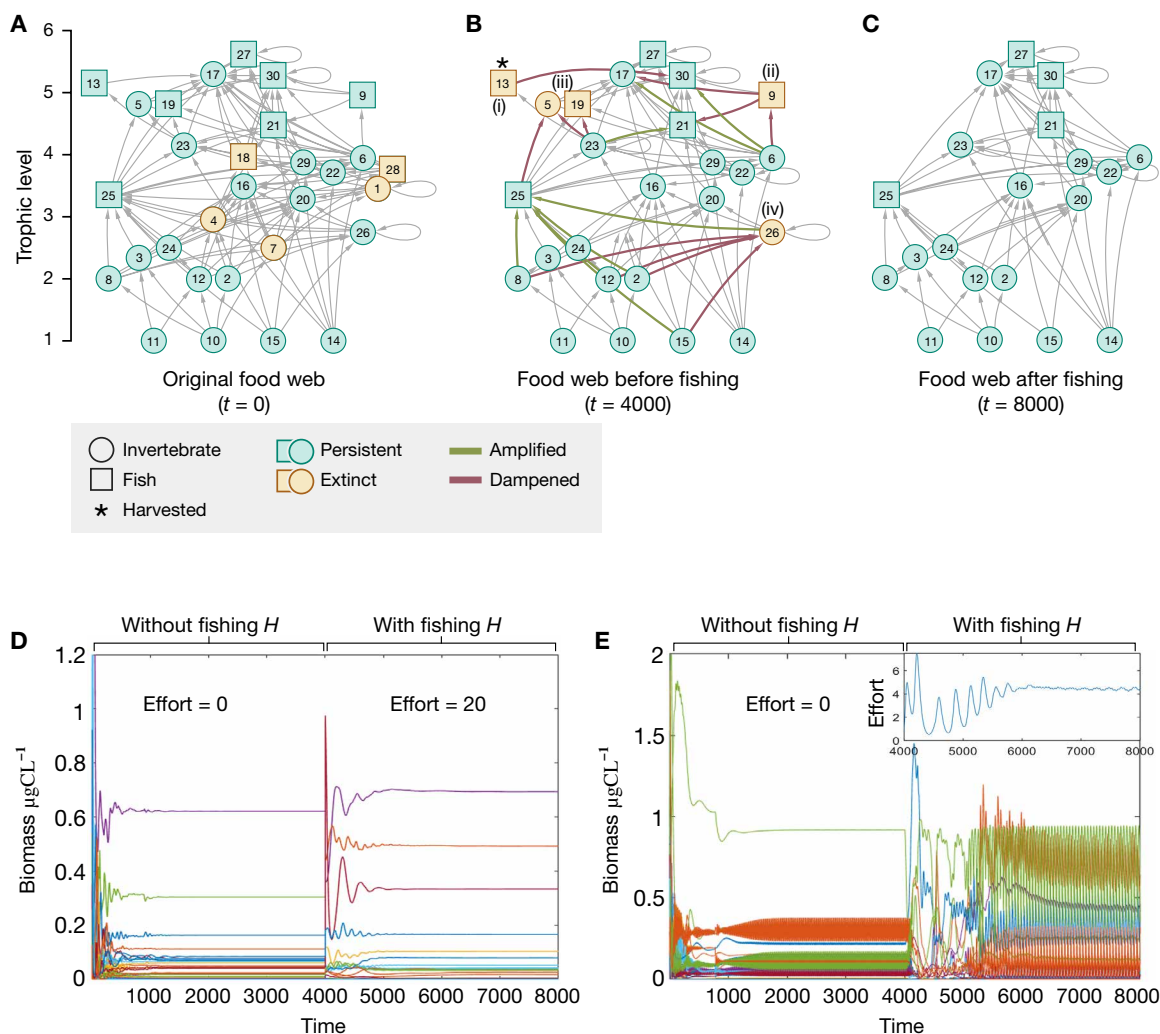 A
B
C
Trophic level
6
5
4
3
2
1
27
17
30
13
5
19
9
21
23
18
29
6
28
22
16
1
25
20
4
26
24
7
3
8
12
2
11
10
15
14
Original food web
(t = 0)
27
17
30
*
13
(i)
(iii)
5
19
(ii)
9
21
23
29
6
22
16
25
20
(iv)
26
24
3
8
12
2
11
10
15
14
Food web before fishing
(t = 4000)
27
17
30
21
23
29
6
22
16
25
20
24
3
8
12
2
11
10
15
14
Food web after fishing
(t = 8000)
Invertebrate
Fish
* Harvested
Persistent
Extinct
Amplified
Dampened
D
Without fishing H
With fishing H
Effort = 0
Effort = 20
Biomass µgCL⁻¹
1.2
1
0.8
0.6
0.4
0.2
0
1000 2000 3000 4000 5000 6000 7000 8000
Time
E
Without fishing H
With fishing H
Effort = 0
Effort
6
4
2
0
4000 5000 6000 7000 8000
Biomass µgCL⁻¹
2
1.5
1
0.5
0
1000 2000 3000 4000 5000 6000 7000 8000
Time